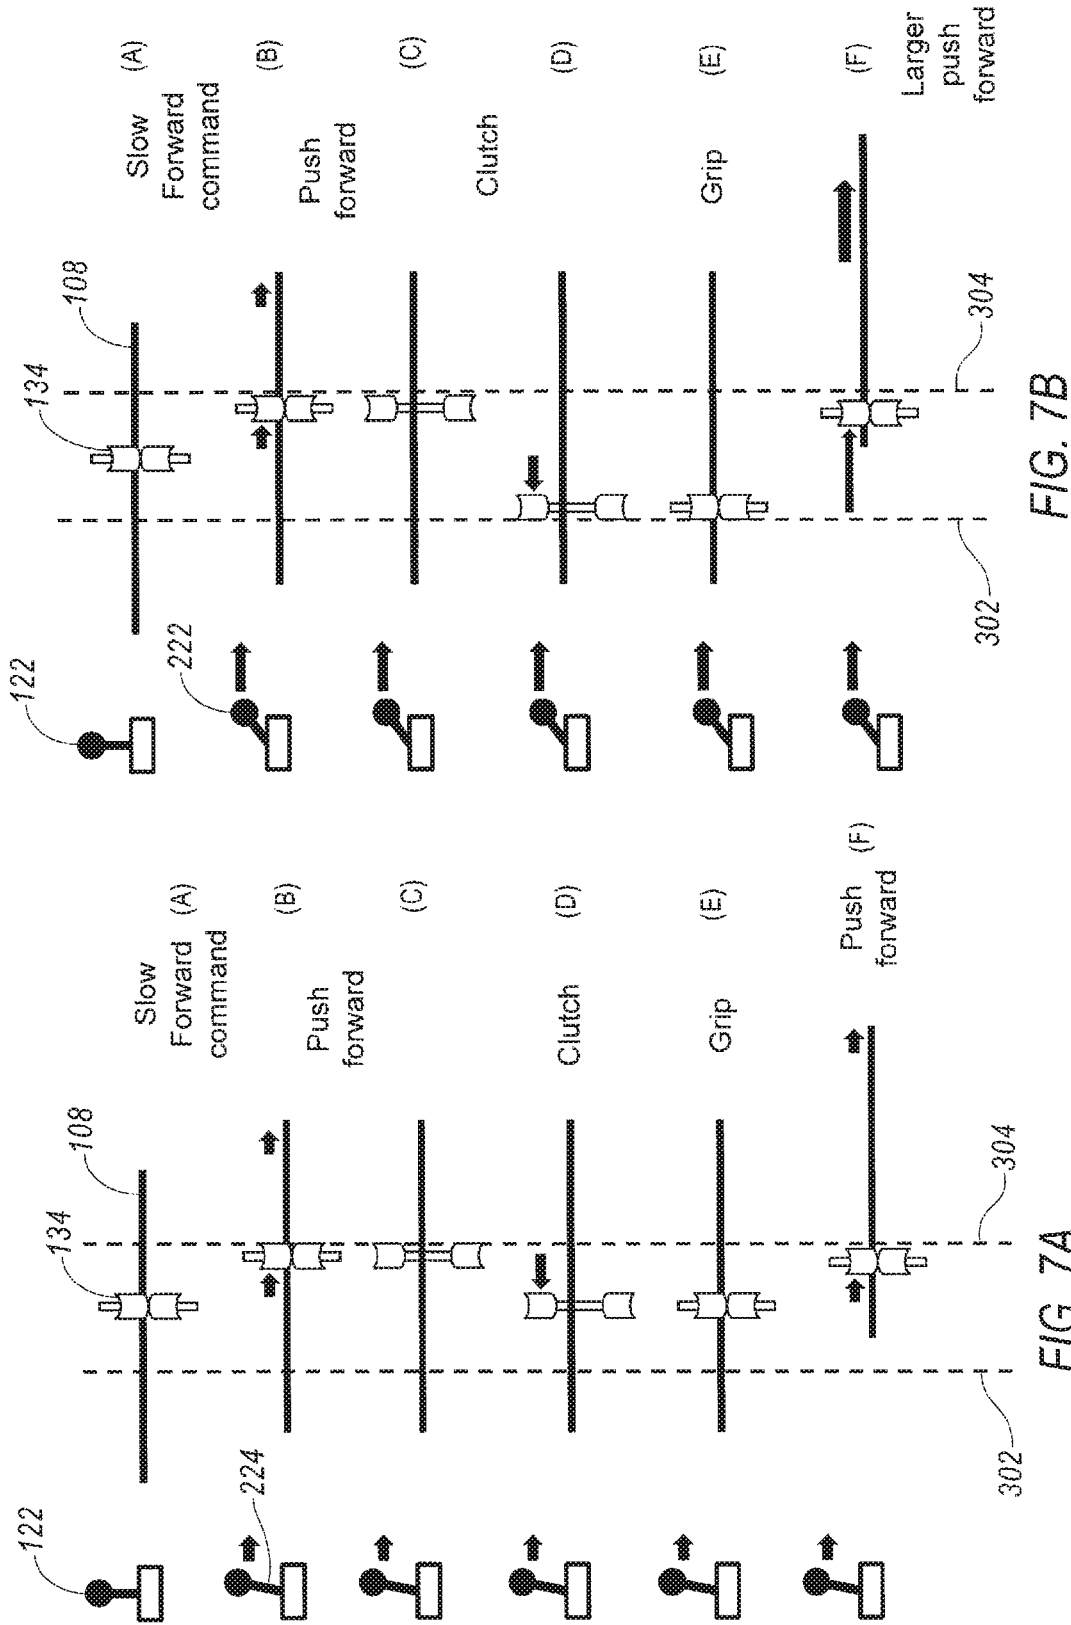 122
134
108
Slow
Forward
command
(A)
224
Push
forward
(B)
(C)
Clutch
(D)
Grip
(E)
Push
forward
(F)
302
304
FIG. 7A
122
134
108
Slow
Forward
command
(A)
222
Push
forward
(B)
(C)
Clutch
(D)
Grip
(E)
(F)
Larger
push
forward
302
304
FIG. 7B